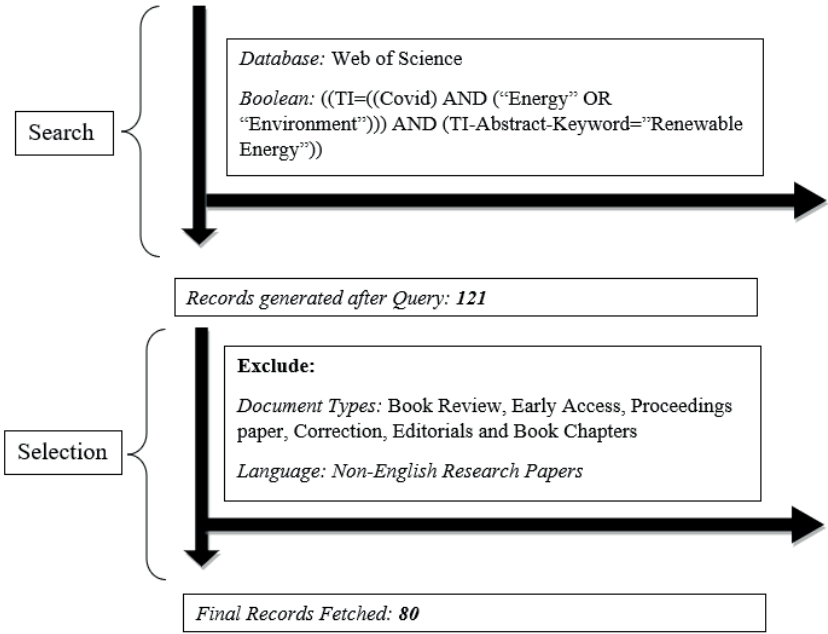 Search
Database: Web of Science
Boolean: ((TI=((Covid) AND (“Energy” OR
“Environment”))) AND (TI-Abstract-Keyword=”Renewable
Energy”))
Records generated after Query: 121
Selection
Exclude:
Document Types: Book Review, Early Access, Proceedings
paper, Correction, Editorials and Book Chapters
Language: Non-English Research Papers
Final Records Fetched: 80